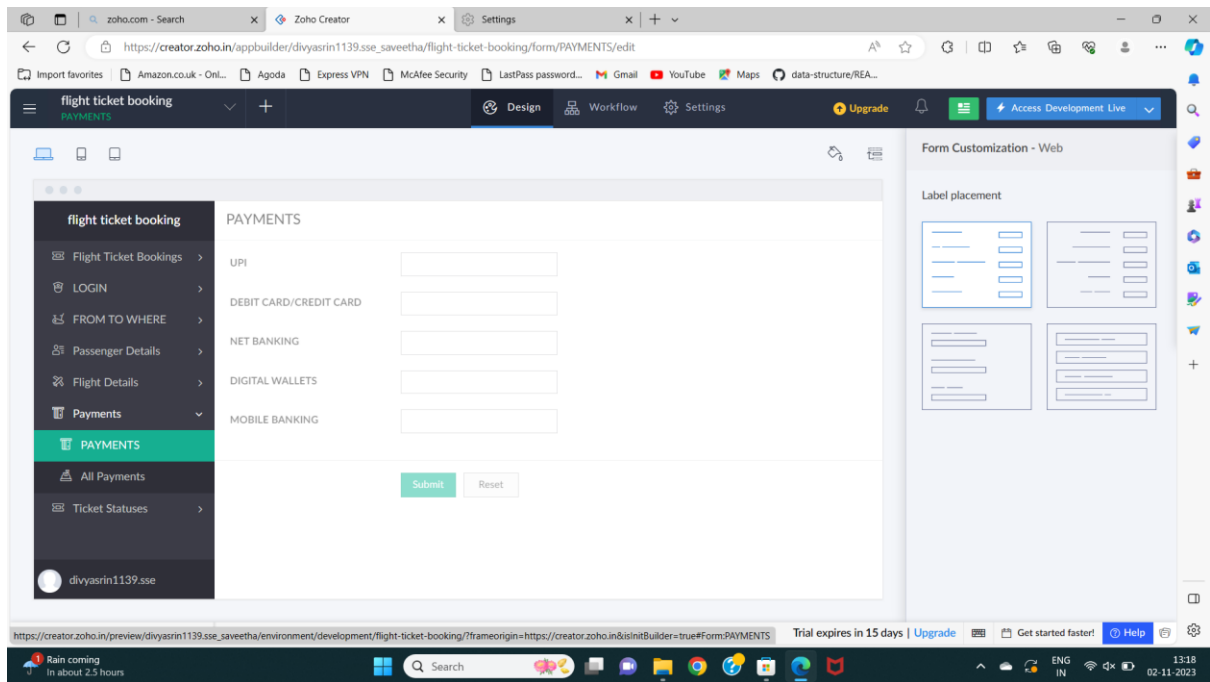 zoho.com - Search
Zoho Creator
Settings
https://creator.zoho.in/appbuilder/divyasrin1139.sse_saveetha/flight-ticket-booking/form/PAYMENTS/edit
Import favorites
Amazon.co.uk - Onl...
Agoda
Express VPN
McAfee Security
LastPass password...
Gmail
YouTube
Maps
data-structure/REA...
flight ticket booking
PAYMENTS
Design
Workflow
Settings
Upgrade
Access Development Live
Form Customization - Web
Label placement
flight ticket booking
Flight Ticket Bookings
LOGIN
FROM TO WHERE
Passenger Details
Flight Details
Payments
PAYMENTS
All Payments
Ticket Statuses
divyasrin1139.sse
PAYMENTS
UPI
DEBIT CARD/CREDIT CARD
NET BANKING
DIGITAL WALLETS
MOBILE BANKING
Submit
Reset
https://creator.zoho.in/preview/divyasrin1139.sse_saveetha/environment/development/flight-ticket-booking/?frameorigin=https://creator.zoho.in&isInitBuilder=true#Form:PAYMENTS
Trial expires in 15 days | Upgrade
Get started faster!
Help
1
Rain coming
In about 2.5 hours
Search
ENG
IN
13:18
02-11-2023